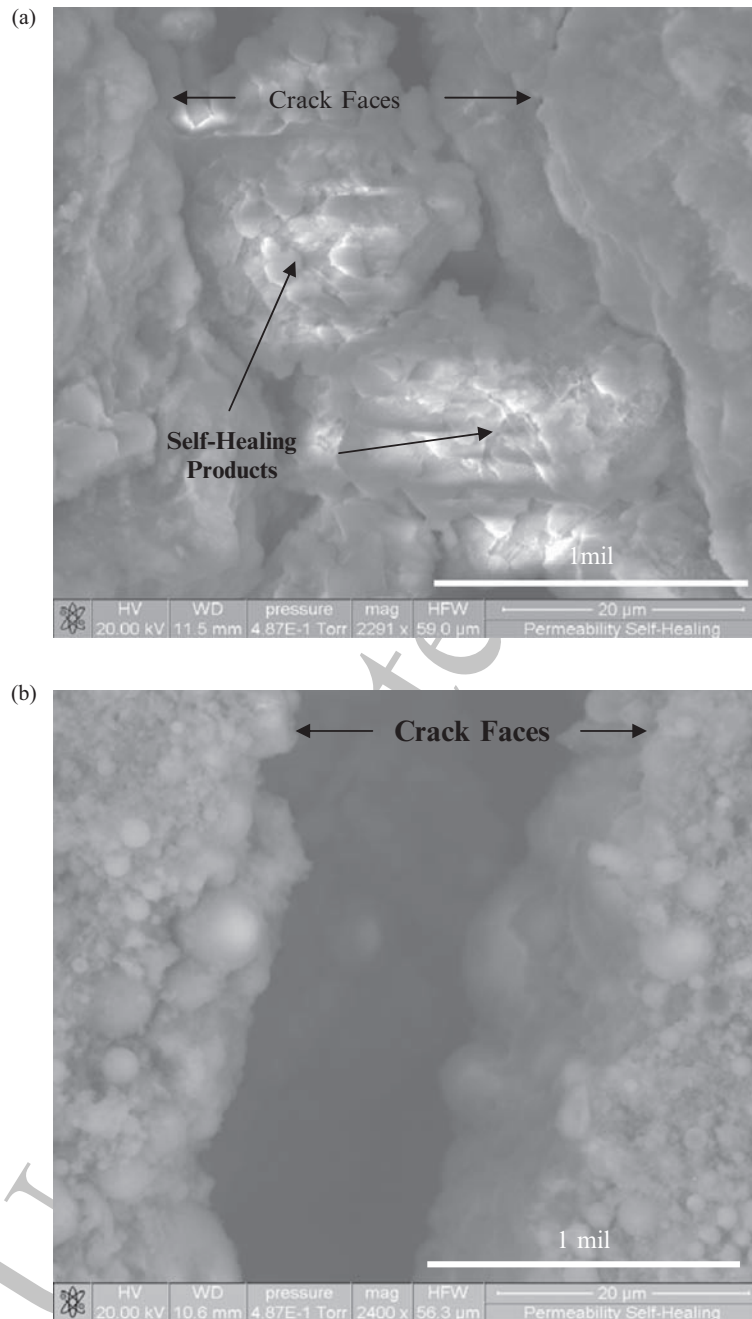 (a)
Crack Faces
Self-Healing
Products
1mil
HV WD pressure mag HFW 20 µm
20.00 kV 11.5 mm 4.87E-1 Torr 2291 x 59.0 µm Permeability Self-Healing
(b)
Crack Faces
1 mil
HV WD pressure mag HFW 20 µm
20.00 kV 10.6 mm 4.87E-1 Torr 2400 x 56.3 µm Permeability Self-Healing